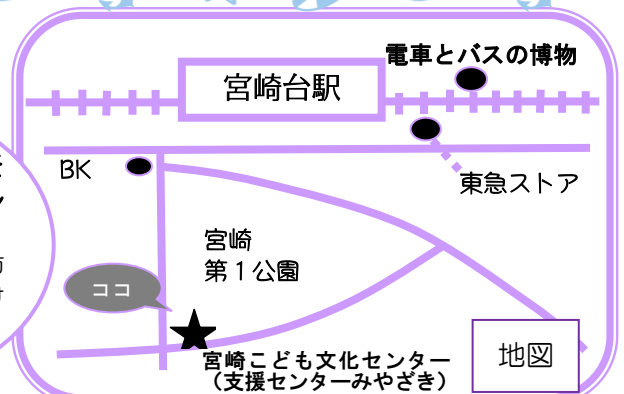 電車とバスの博物
宮崎台駅
BK
東急ストア
宮崎
第１公園
ココ
宮崎こども文化センター
（支援センターみやざき）
地図